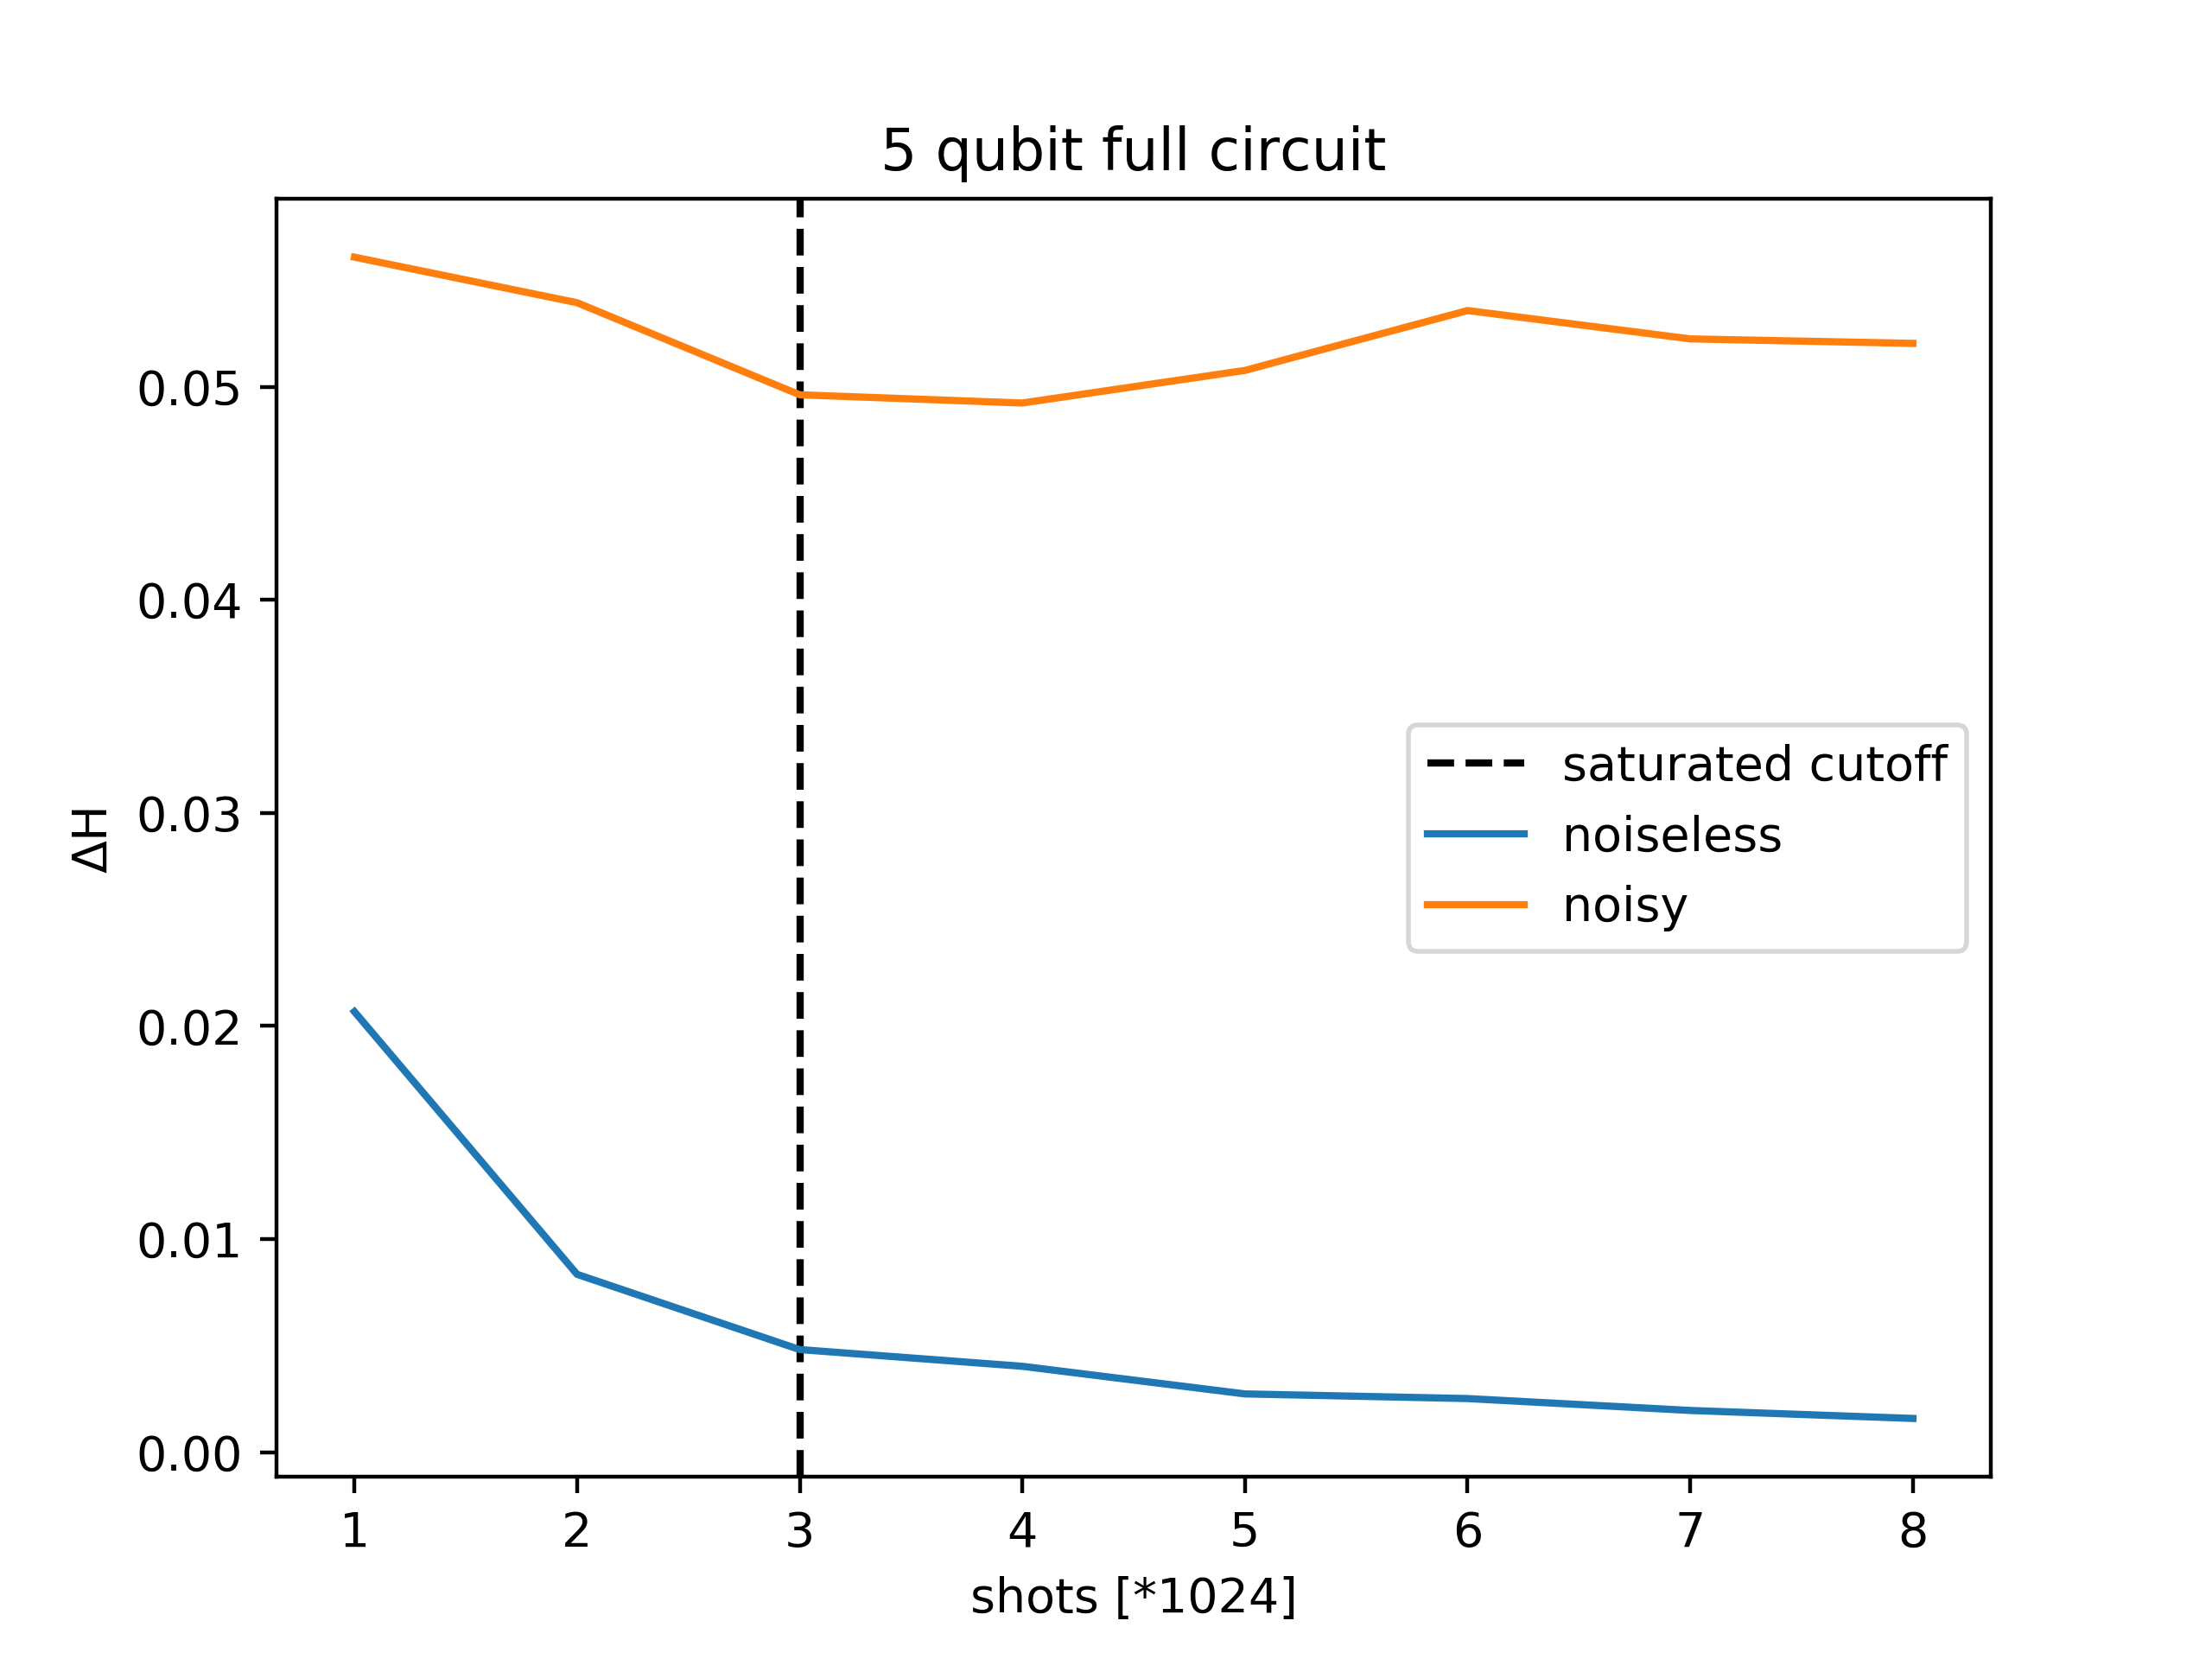 5 qubit full circuit
ΔH
0.05
0.04
0.03
0.02
0.01
0.00
saturated cutoff
noiseless
noisy
1 2 3 4 5 6 7 8
shots [*1024]